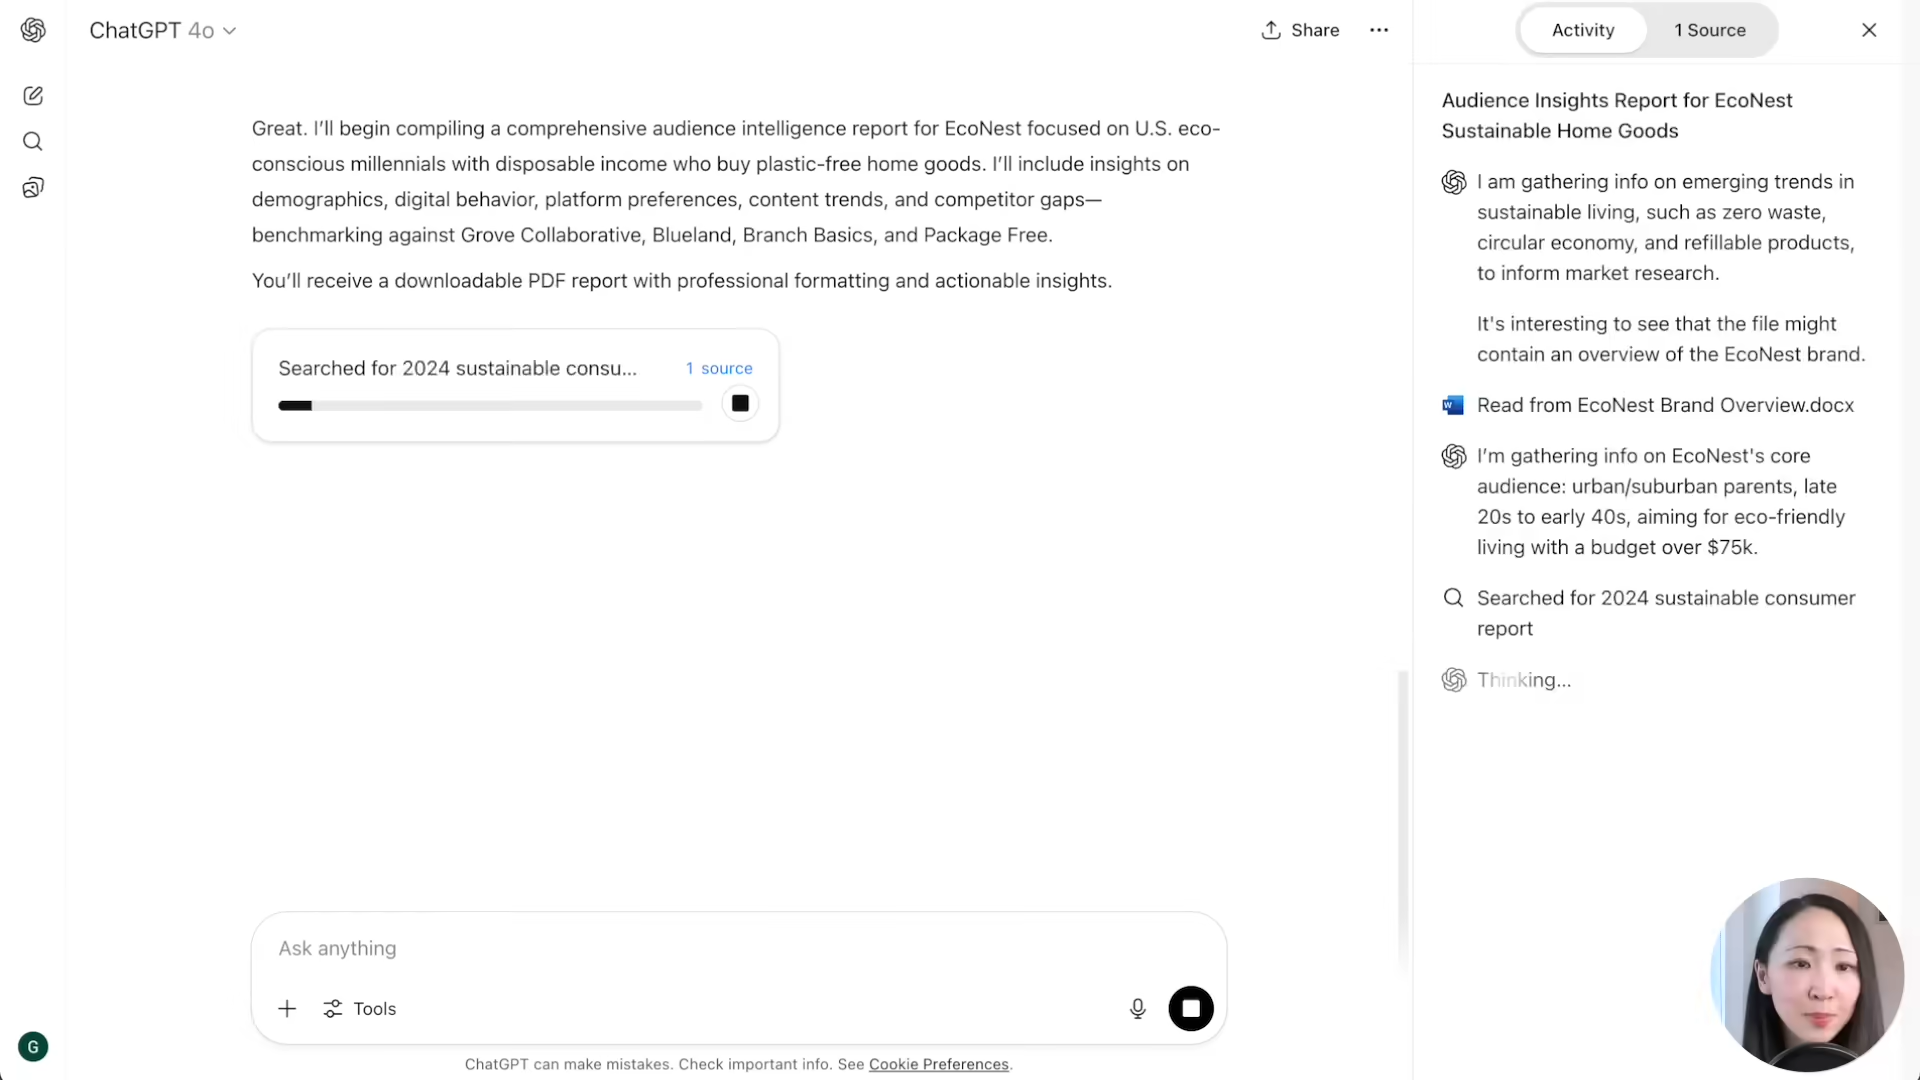 ChatGPT 4o
Share
Great. I’ll begin compiling a comprehensive audience intelligence report for EcoNest focused on U.S. eco-
conscious millennials with disposable income who buy plastic-free home goods. I’ll include insights on
demographics, digital behavior, platform preferences, content trends, and competitor gaps—
benchmarking against Grove Collaborative, Blueland, Branch Basics, and Package Free.
You’ll receive a downloadable PDF report with professional formatting and actionable insights.
Searched for 2024 sustainable consu...
1 source
Ask anything
Tools
G
ChatGPT can make mistakes. Check important info. See Cookie Preferences.
Activity
1 Source
Audience Insights Report for EcoNest
Sustainable Home Goods
I am gathering info on emerging trends in
sustainable living, such as zero waste,
circular economy, and refillable products,
to inform market research.
It's interesting to see that the file might
contain an overview of the EcoNest brand.
W
Read from EcoNest Brand Overview.docx
I’m gathering info on EcoNest's core
audience: urban/suburban parents, late
20s to early 40s, aiming for eco-friendly
living with a budget over $75k.
Searched for 2024 sustainable consumer
report
Thinking...